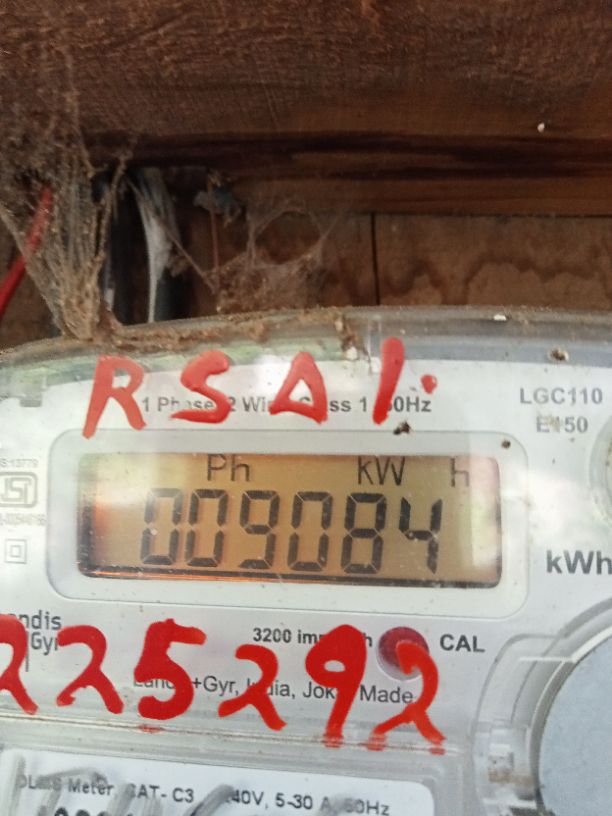 RSA1.
1 Phase 2 Wire Class 1 50Hz
LGC110
E150
Ph kW h
009084
kWh
Gyr
3200 imp CAL
225292
Landis+Gyr, India, Made
Meter, CAT- C3 240V, 5-30 A, 50Hz